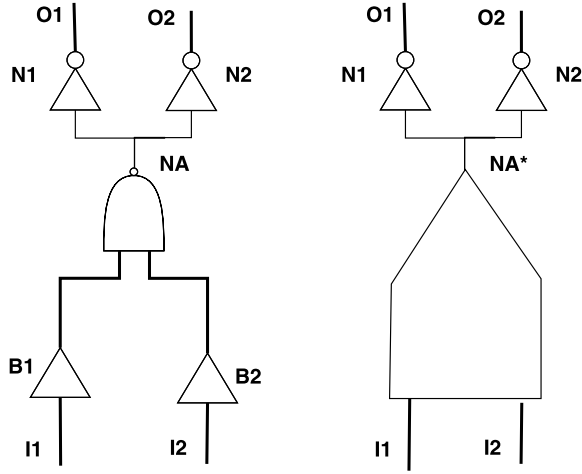 O1 O2 O1 O2
N1 N2 N1 N2
NA NA*
B1 B2
I1 I2 I1 I2